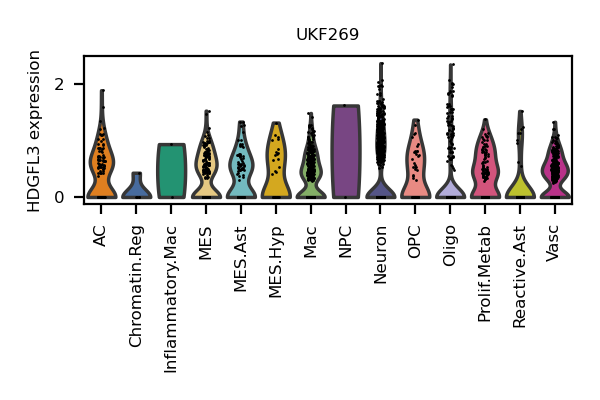 UKF269
HDGFL3 expression
2
0
AC
Chromatin.Reg
Inflammatory.Mac
MES
MES.Ast
MES.Hyp
Mac
NPC
Neuron
OPC
Oligo
Prolif.Metab
Reactive.Ast
Vasc